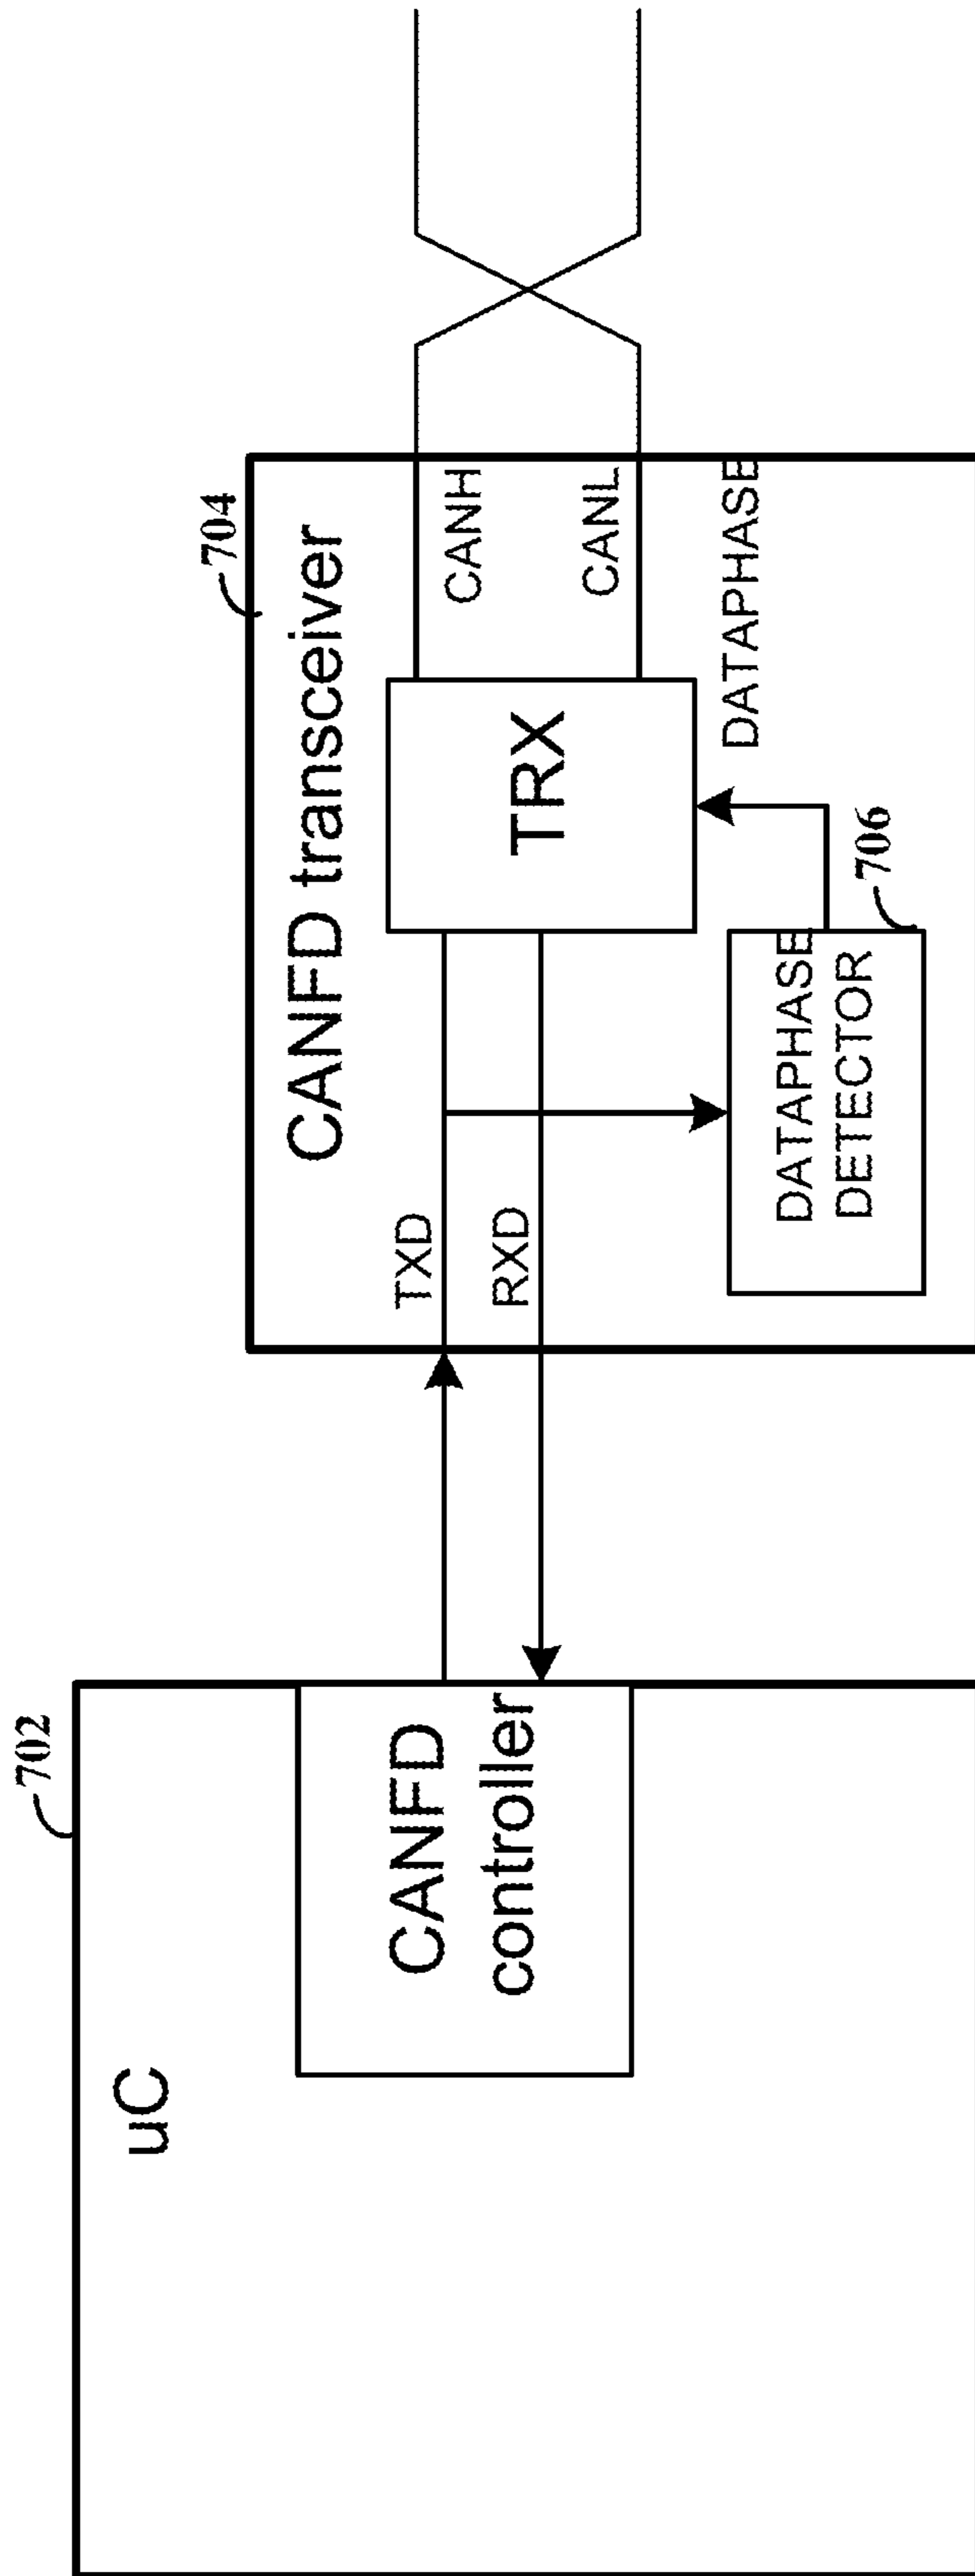 702
uC
CANFD
controller
704
CANFD transceiver
TXD
RXD
TRX
CANH
CANL
DATAPHASE
DATAPHASE
DETECTOR
706